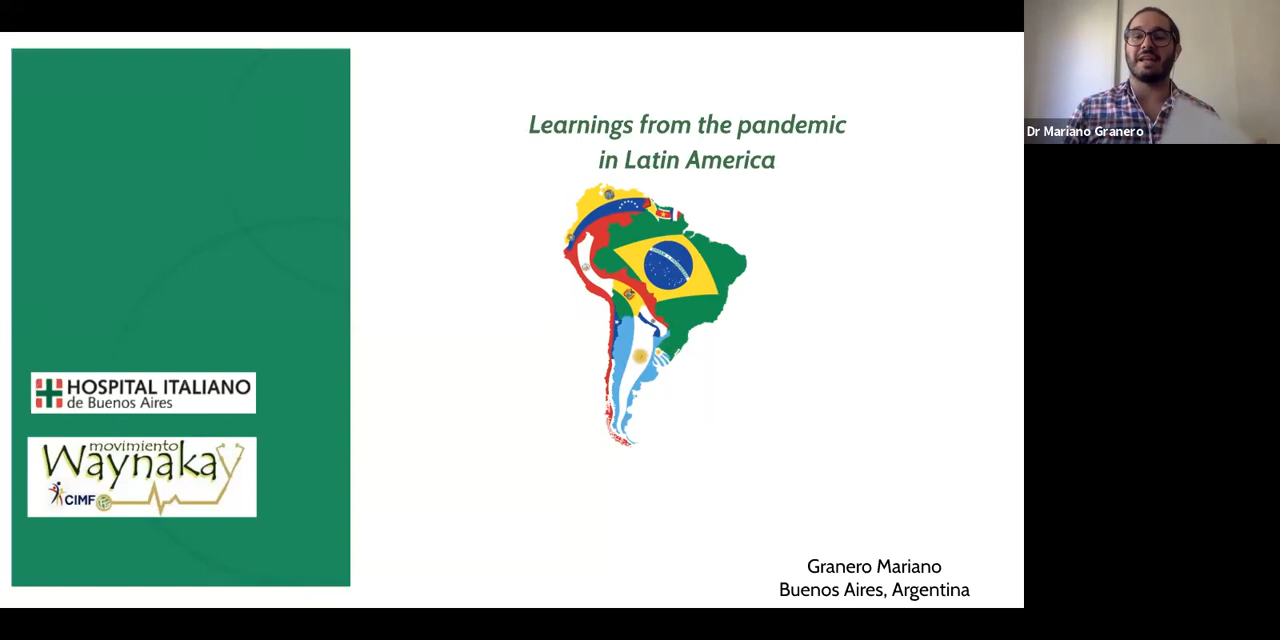 Learnings from the pandemic
in Latin America
HOSPITAL ITALIANO
de Buenos Aires
movimiento
Waynakay
CIMF
Granero Mariano
Buenos Aires, Argentina
Dr Mariano Granero